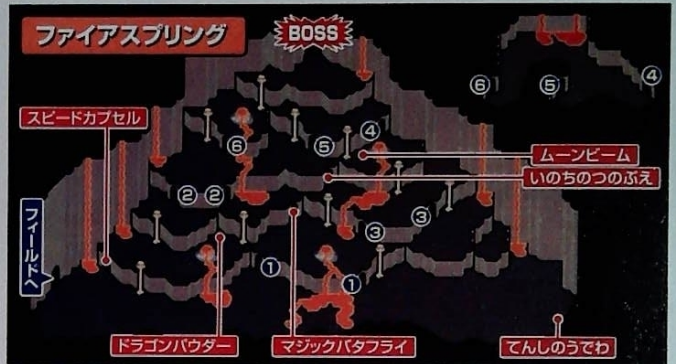 ファイアスプリング
BOSS
⑥ ⑤ ④
スピードカプセル
⑥ ⑤ ④
ムーンビーム
いのちのつのぶえ
②②
フィールドへ
③ ③
① ①
ドラゴンパウダー
マジックバタフライ
てんしのうでわ